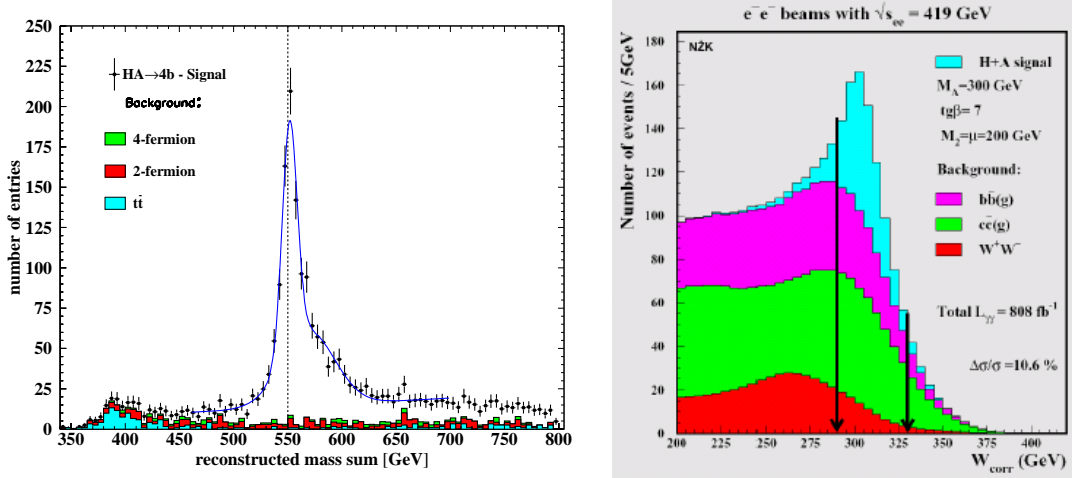 number of entries
250
225
200
175
150
125
100
75
50
25
0
HA→4b - Signal
Background:
4-fermion
2-fermion
tt̄
350 400 450 500 550 600 650 700 750 800
reconstructed mass sum [GeV]
e⁻e⁻ beams with √s_ee = 419 GeV
Number of events / 5GeV
180
160
140
120
100
80
60
40
20
0
NŻK
H+A signal
M_A=300 GeV
tgβ= 7
M₂=μ=200 GeV
Background:
bb̄(g)
cc̄(g)
W⁺W⁻
Total L_γγ = 808 fb⁻¹
Δσ/σ=10.6 %
200 225 250 275 300 325 350 375 400
W_corr (GeV)